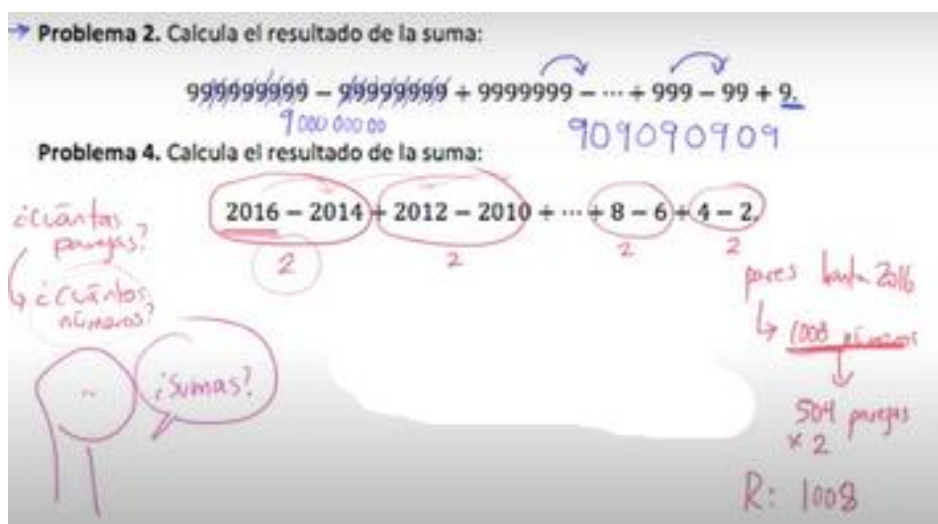 Problema 2. Calcula el resultado de la suma:
999999999 − 99999999 + 9999999 − ⋯ + 999 − 99 + 9.
900 000 000
909090909
Problema 4. Calcula el resultado de la suma:
2016 − 2014 + 2012 − 2010 + ⋯ + 8 − 6 + 4 − 2.
2 2 2 2
¿Cuántas
parejas?
¿Cuántos
números?
¿Sumas?
pares hasta 2016
1008 números
504 parejas
× 2
R: 1008